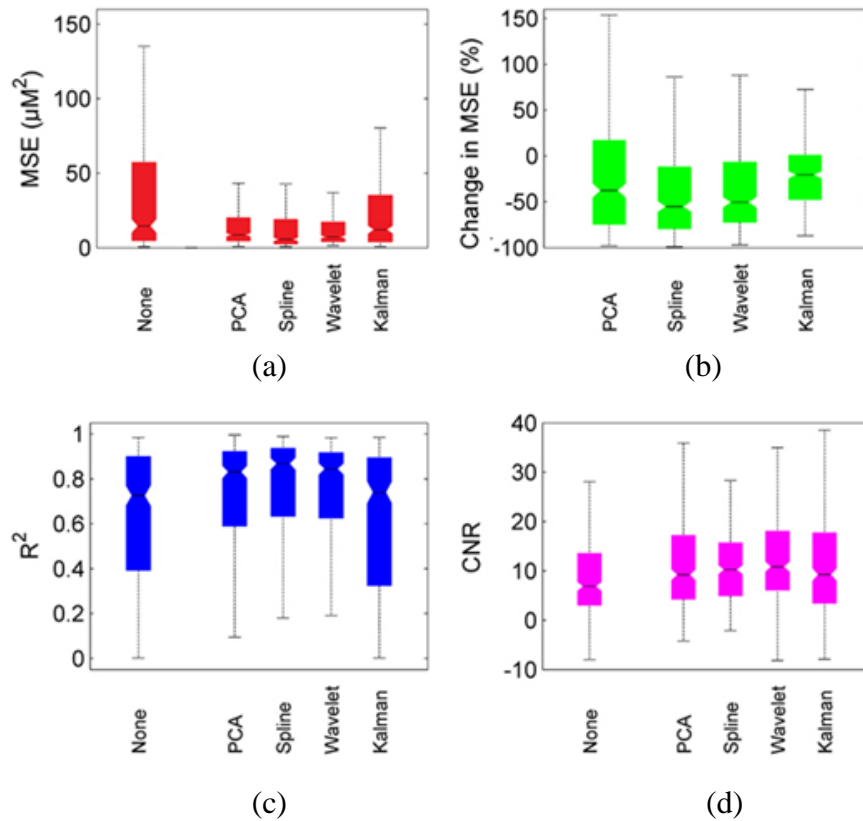 MSE (μM²)
150
100
50
0
None
PCA
Spline
Wavelet
Kalman
(a)
Change in MSE (%)
150
100
50
-0
-50
-100
PCA
Spline
Wavelet
Kalman
(b)
R²
1
0.8
0.6
0.4
0.2
0
None
PCA
Spline
Wavelet
Kalman
(c)
CNR
40
30
20
10
0
-10
None
PCA
Spline
Wavelet
Kalman
(d)